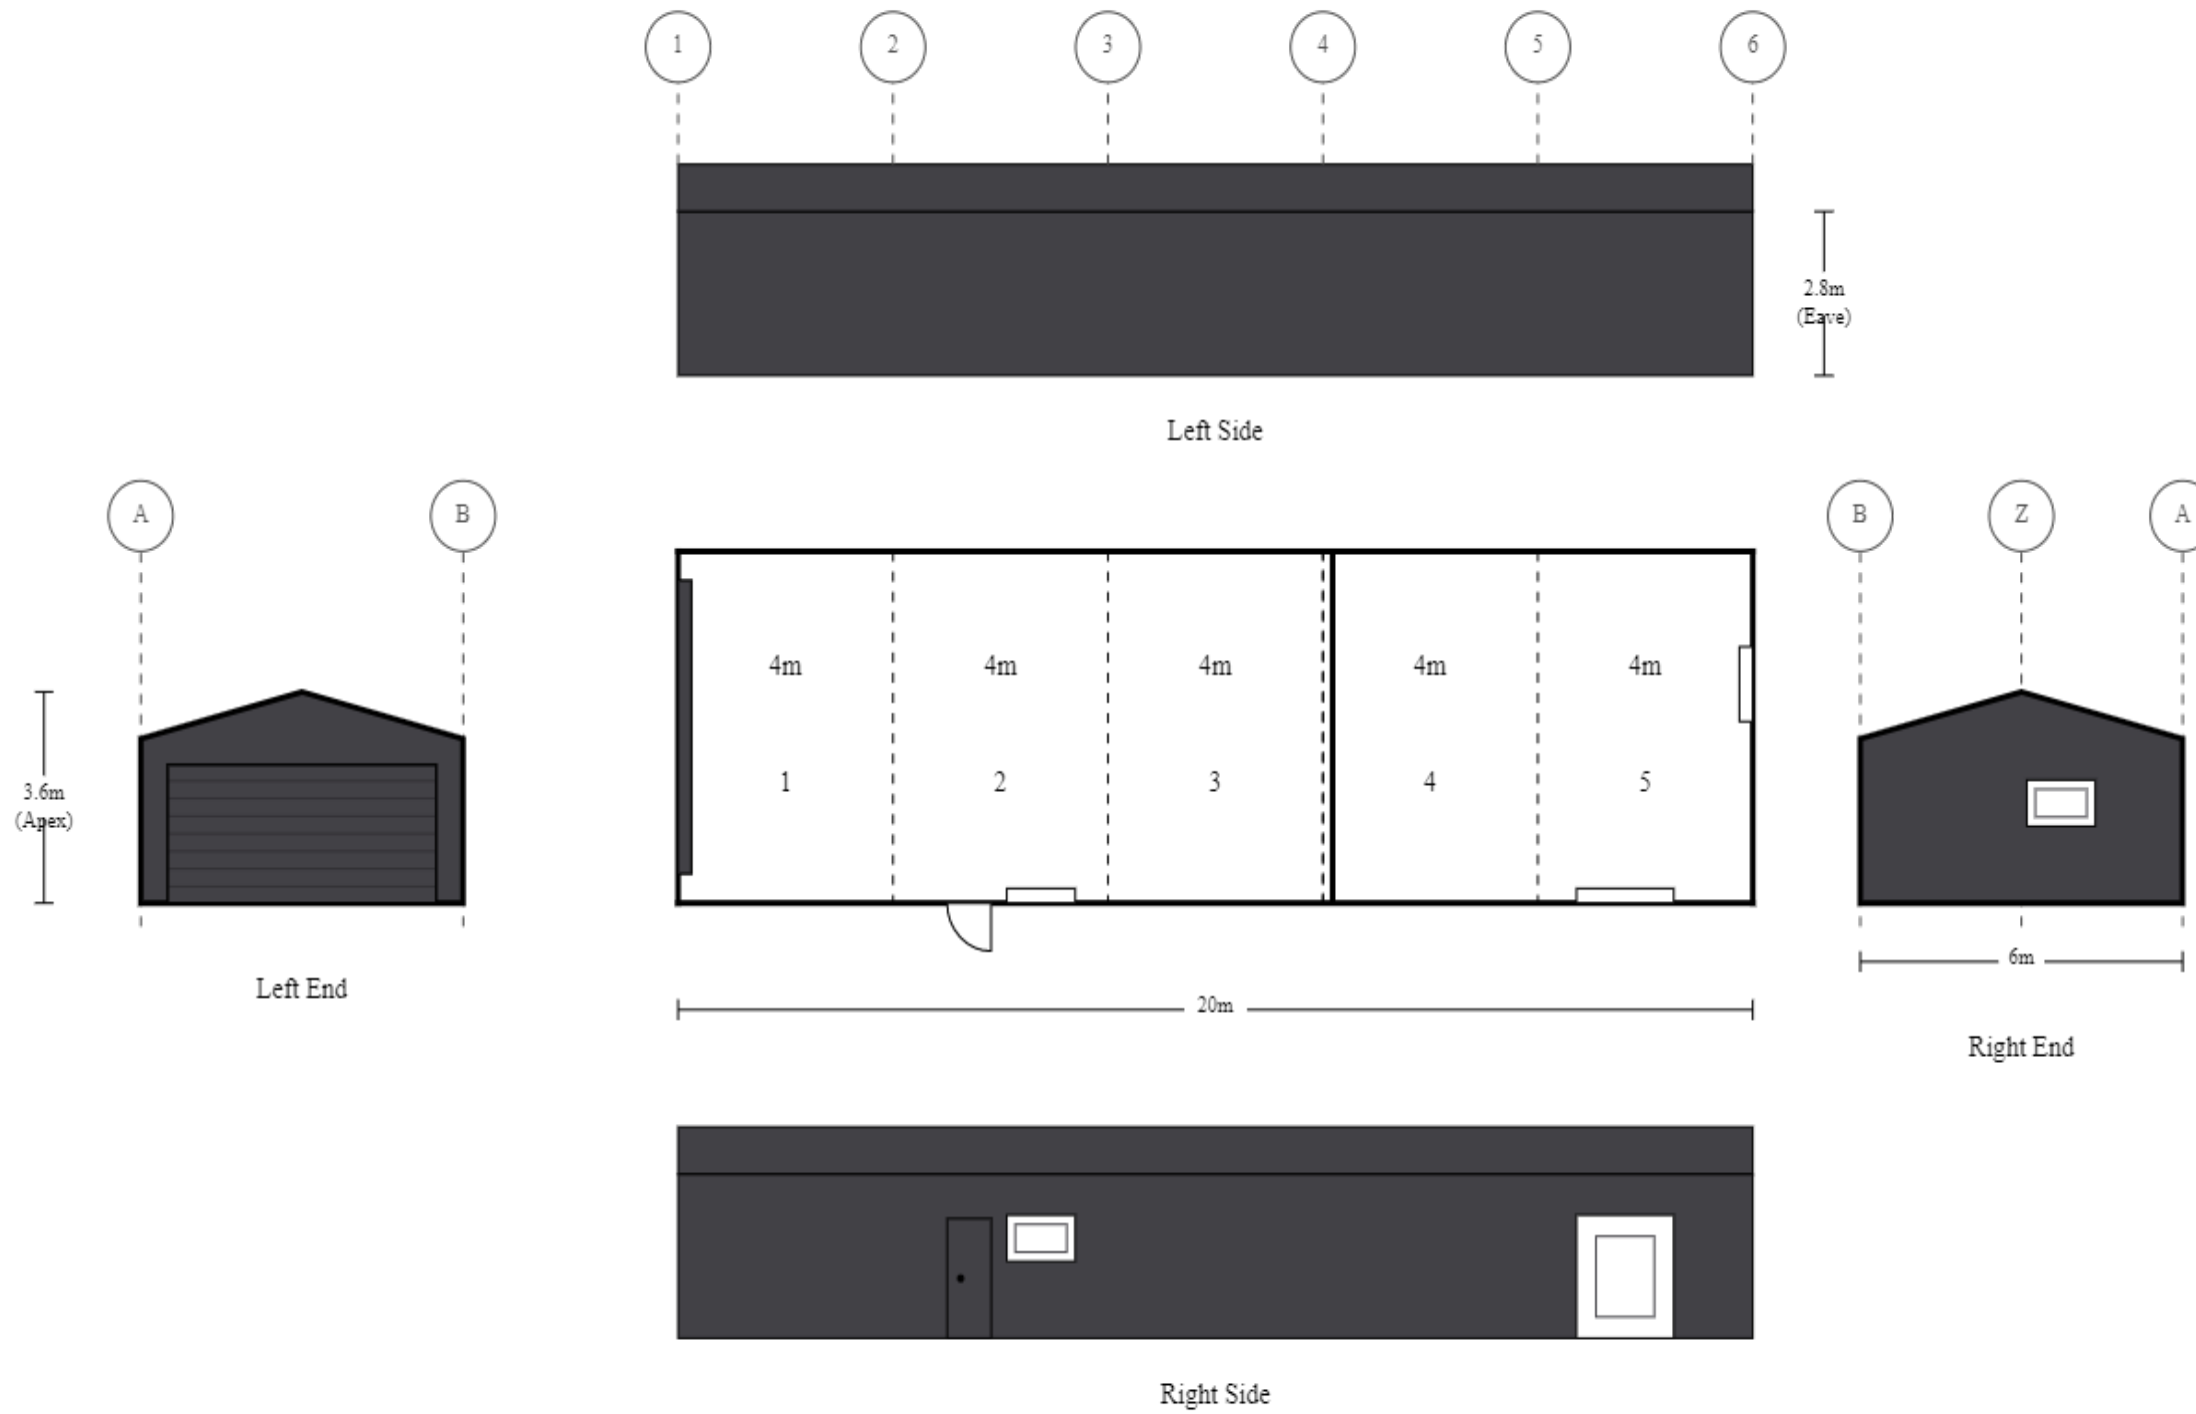 1 2 3 4 5 6
2.8m
(Eave)
Left Side
A B
B Z A
4m 4m 4m 4m 4m
1 2 3 4 5
3.6m
(Apex)
6m
Left End
20m
Right End
Right Side